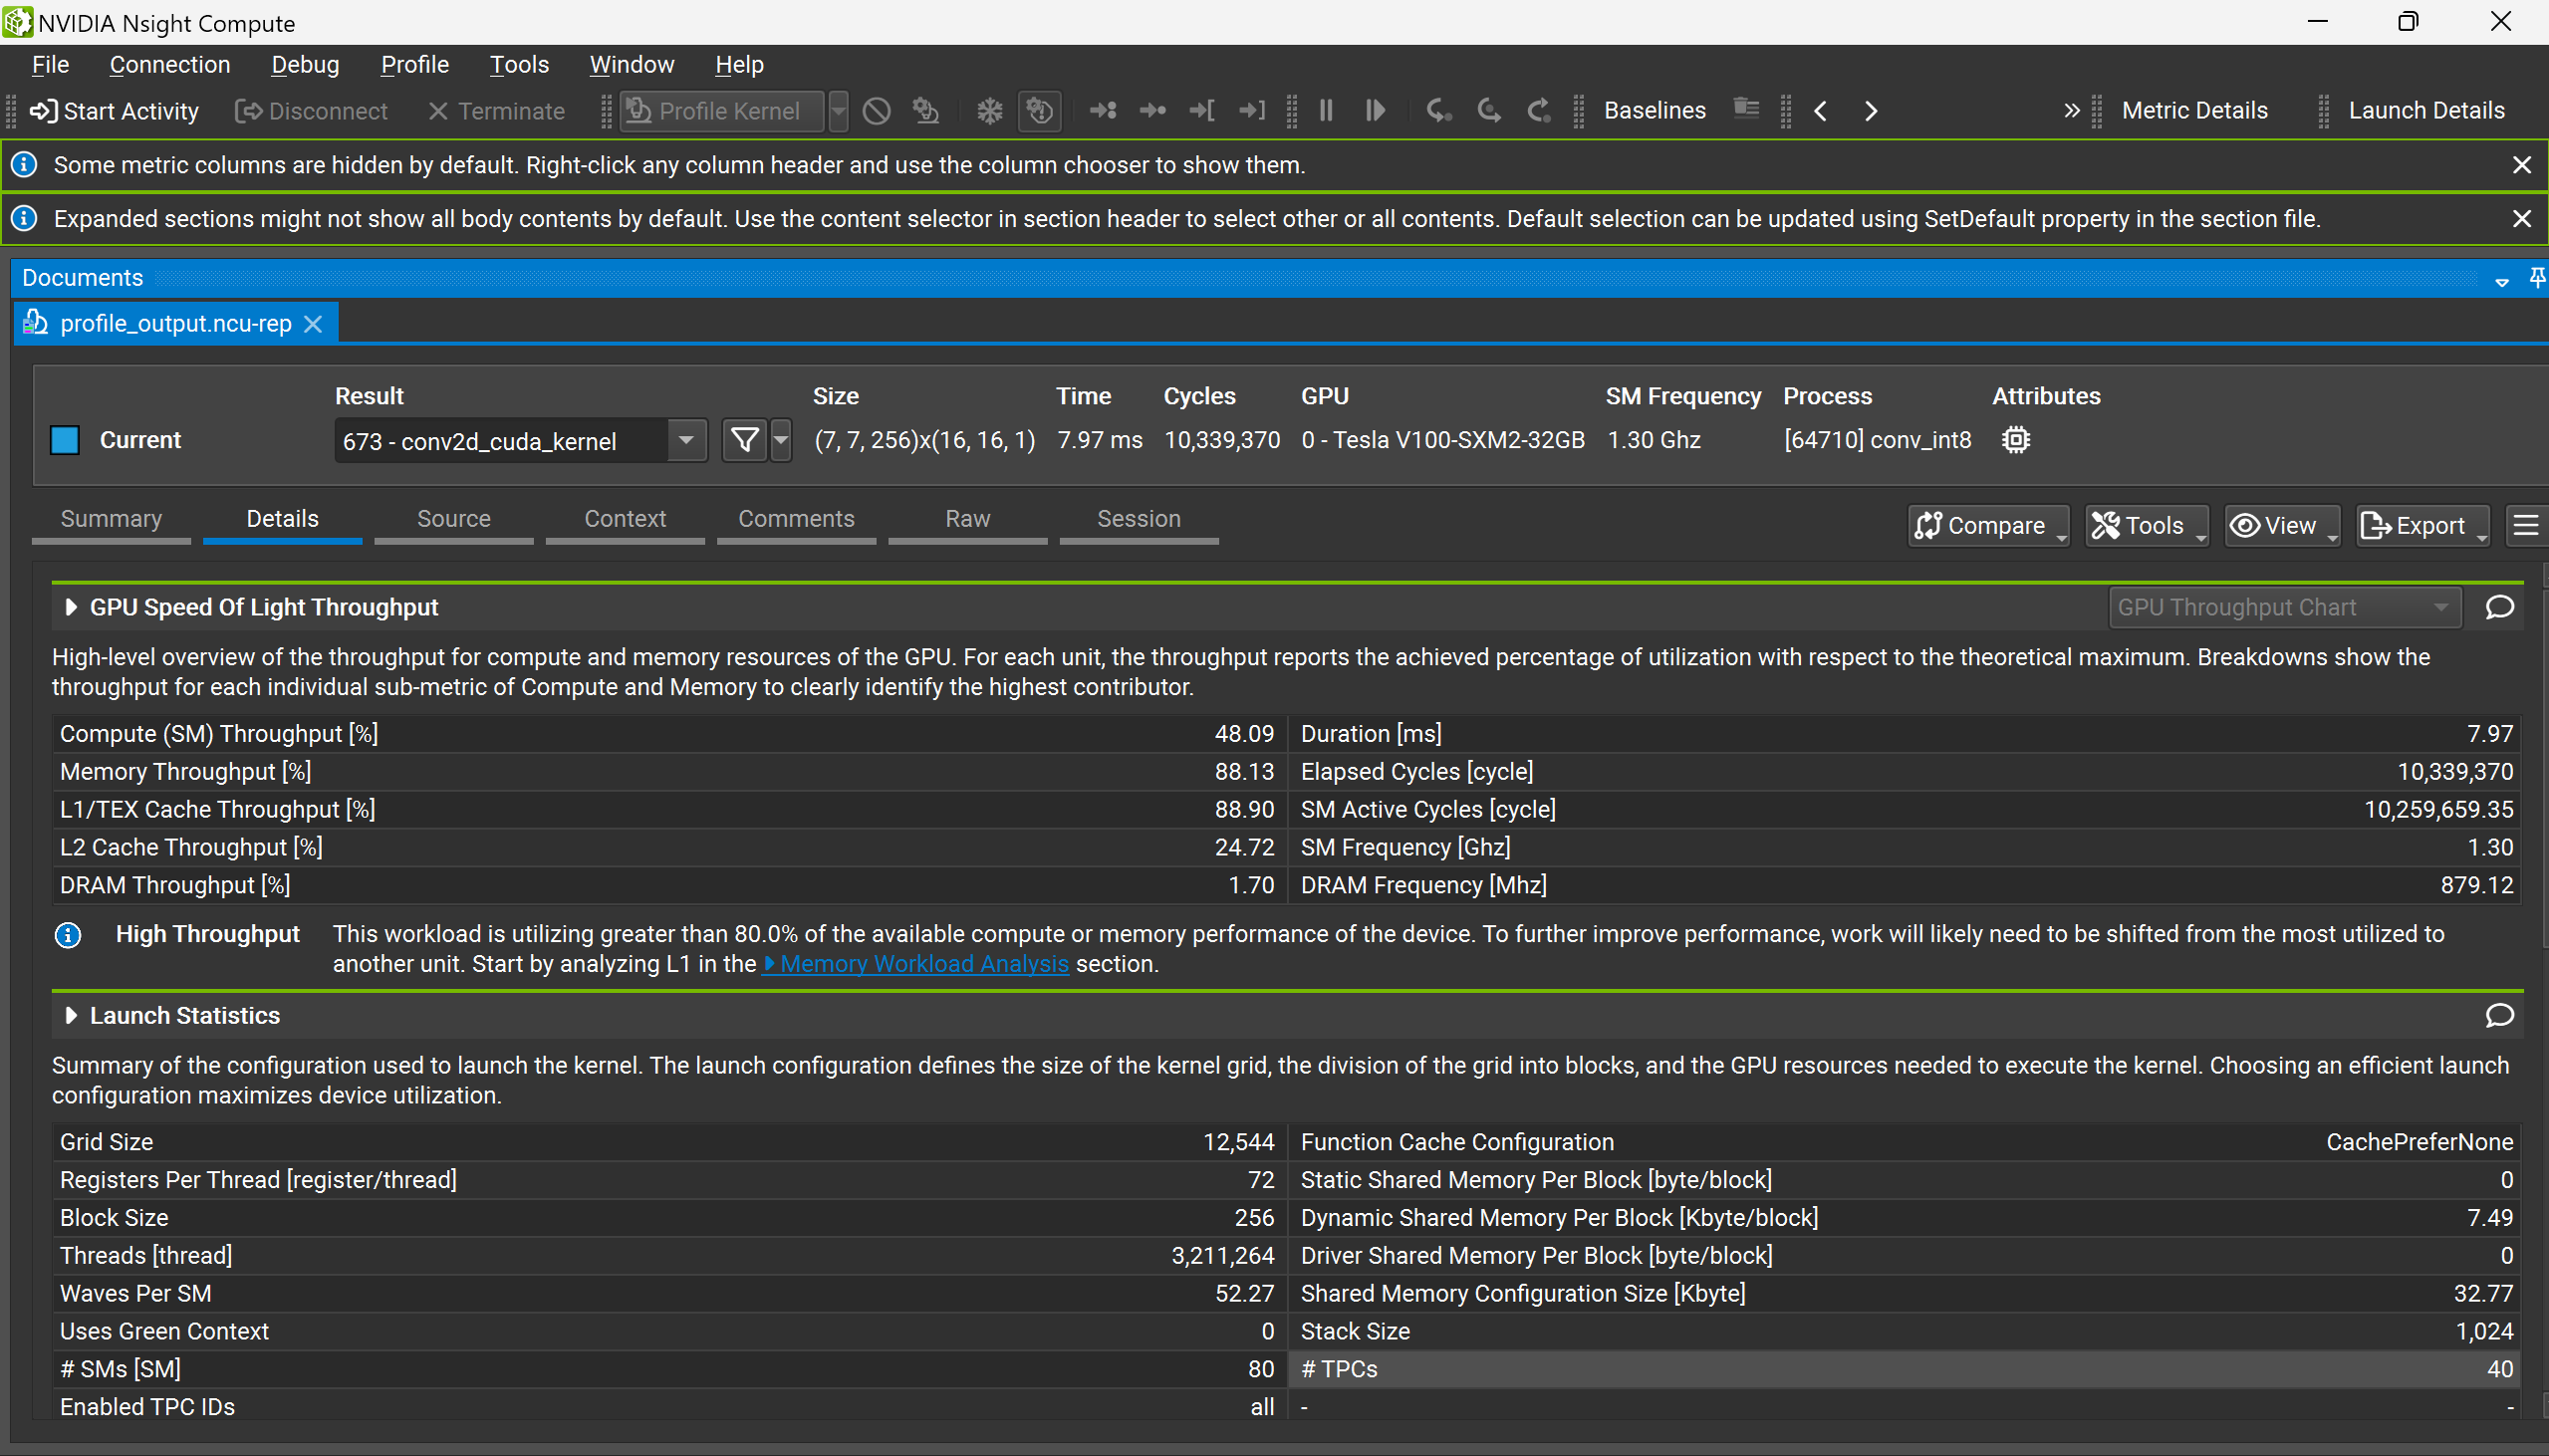 NVIDIA Nsight Compute
File Debug Connection Profile Tools Window Help
Start Activity Disconnect Terminate Profile Kernel Baselines Metric Details Launch Details
Some metric columns are hidden by default. Right-click any column header and use the column chooser to show them.
Expanded sections might not show all body contents by default. Use the content selector in section header to select other or all contents. Default selection can be updated using SetDefault property in the section file.
Documents
profile_output.ncu-rep
Result Size Time Cycles GPU SM Frequency Process Attributes
Current 673 - conv2d_cuda_kernel (7, 7, 256)x(16, 16, 1) 7.97 ms 10,339,370 0 - Tesla V100-SXM2-32GB 1.30 Ghz [64710] conv_int8
Summary Details Source Context Comments Raw Session Compare Tools View Export
GPU Speed Of Light Throughput GPU Throughput Chart
High-level overview of the throughput for compute and memory resources of the GPU. For each unit, the throughput reports the achieved percentage of utilization with respect to the theoretical maximum. Breakdowns show the
throughput for each individual sub-metric of Compute and Memory to clearly identify the highest contributor.
Compute (SM) Throughput [%] 48.09 Duration [ms] 7.97
Memory Throughput [%] 88.13 Elapsed Cycles [cycle] 10,339,370
L1/TEX Cache Throughput [%] 88.90 SM Active Cycles [cycle] 10,259,659.35
L2 Cache Throughput [%] 24.72 SM Frequency [Ghz] 1.30
DRAM Throughput [%] 1.70 DRAM Frequency [Mhz] 879.12
High Throughput This workload is utilizing greater than 80.0% of the available compute or memory performance of the device. To further improve performance, work will likely need to be shifted from the most utilized to
another unit. Start by analyzing L1 in the Memory Workload Analysis section.
Launch Statistics
Summary of the configuration used to launch the kernel. The launch configuration defines the size of the kernel grid, the division of the grid into blocks, and the GPU resources needed to execute the kernel. Choosing an efficient launch
configuration maximizes device utilization.
Grid Size 12,544 Function Cache Configuration CachePreferNone
Registers Per Thread [register/thread] 72 Static Shared Memory Per Block [byte/block] 0
Block Size 256 Dynamic Shared Memory Per Block [Kbyte/block] 7.49
Threads [thread] 3,211,264 Driver Shared Memory Per Block [byte/block] 0
Waves Per SM 52.27 Shared Memory Configuration Size [Kbyte] 32.77
Uses Green Context 0 Stack Size 1,024
# SMs [SM] 80 # TPCs 40
Enabled TPC IDs all - -